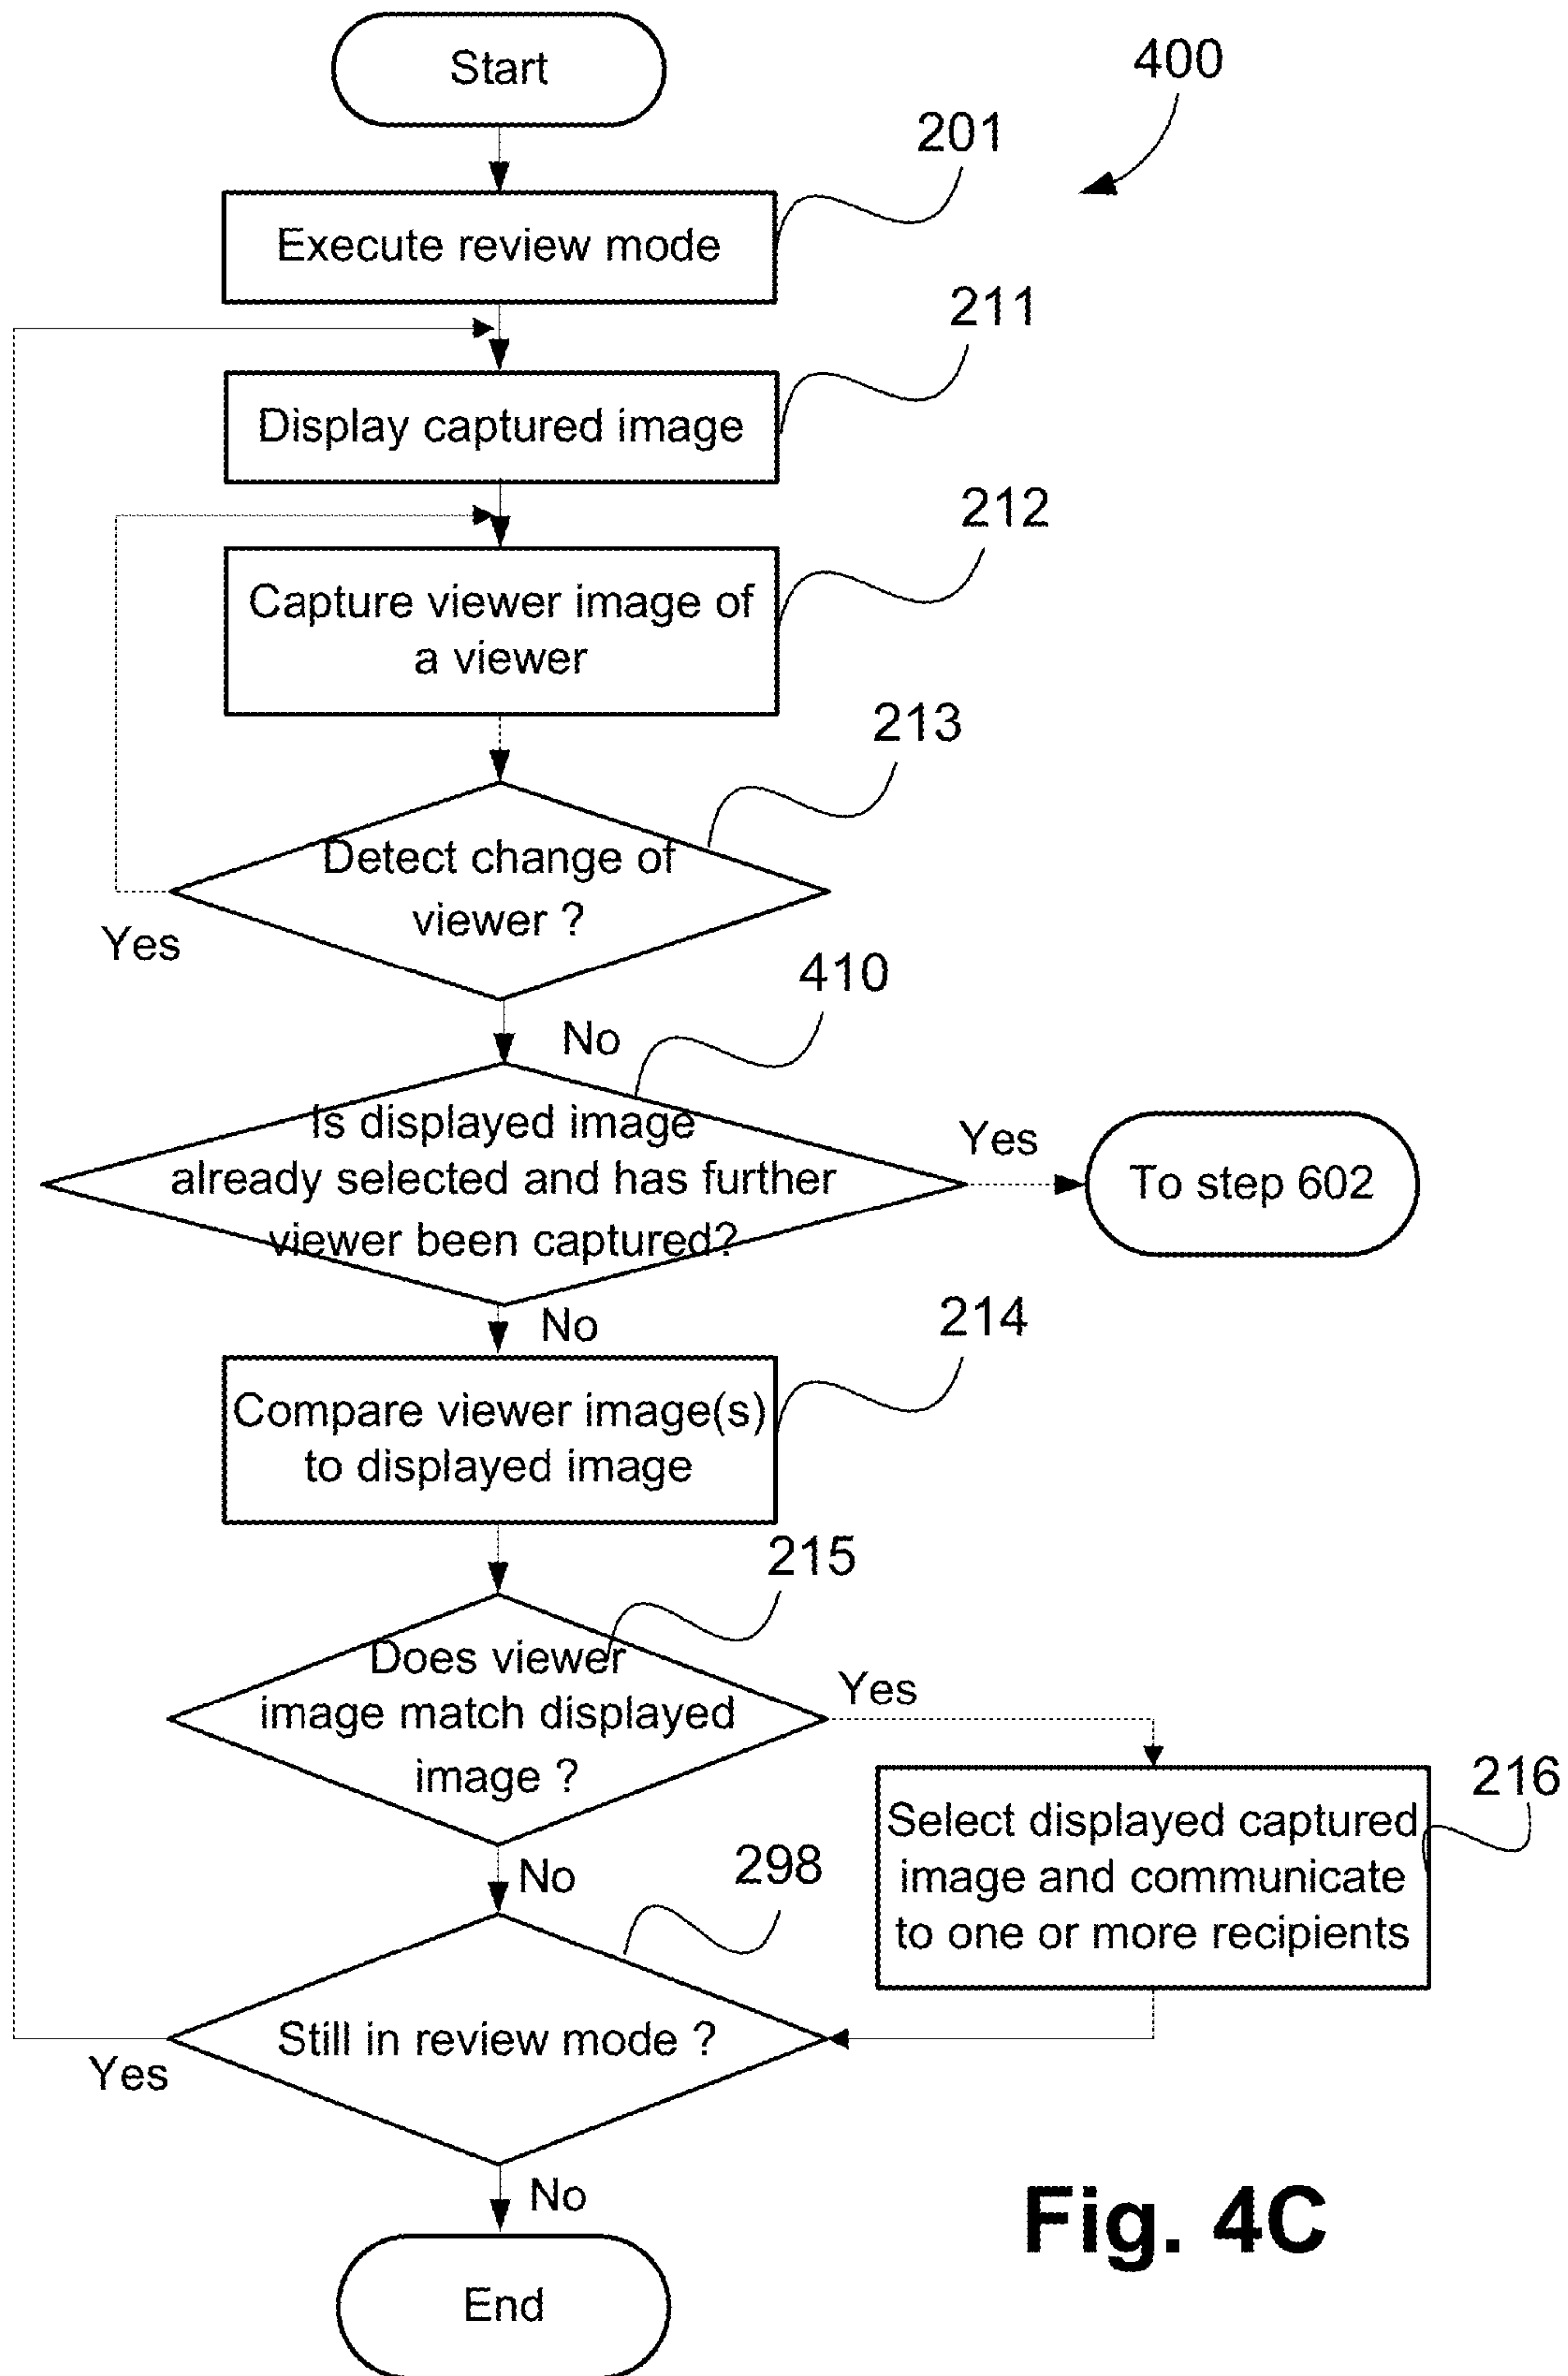 Start
400
201
Execute review mode
211
Display captured image
212
Capture viewer image of
a viewer
213
Detect change of
viewer ?
Yes
410
No
Is displayed image
already selected and has further
viewer been captured?
Yes
To step 602
No
214
Compare viewer image(s)
to displayed image
215
Does viewer
image match displayed
image ?
Yes
216
Select displayed captured
image and communicate
to one or more recipients
No
298
Still in review mode ?
Yes
No
Fig. 4C
End